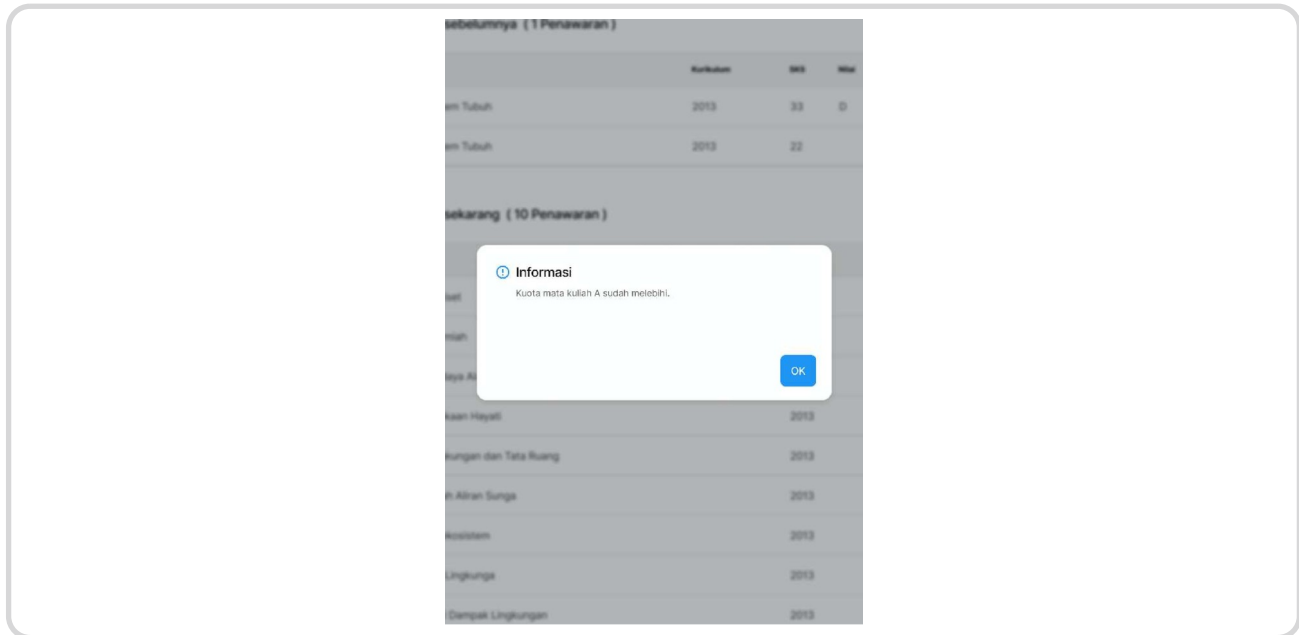 sebelumnya ( 1 Penawaran )
Kurikulum SKS Nilai
em Tubuh 2013 33 D
em Tubuh 2013 22
sekarang ( 10 Penawaran )
Informasi
Kuota mata kuliah A sudah melebihi.
OK
kaan Hayati 2013
kungan dan Tata Ruang 2013
h Aliran Sunga 2013
kosistem 2013
Lingkunga 2013
Dampak Lingkungan 2013